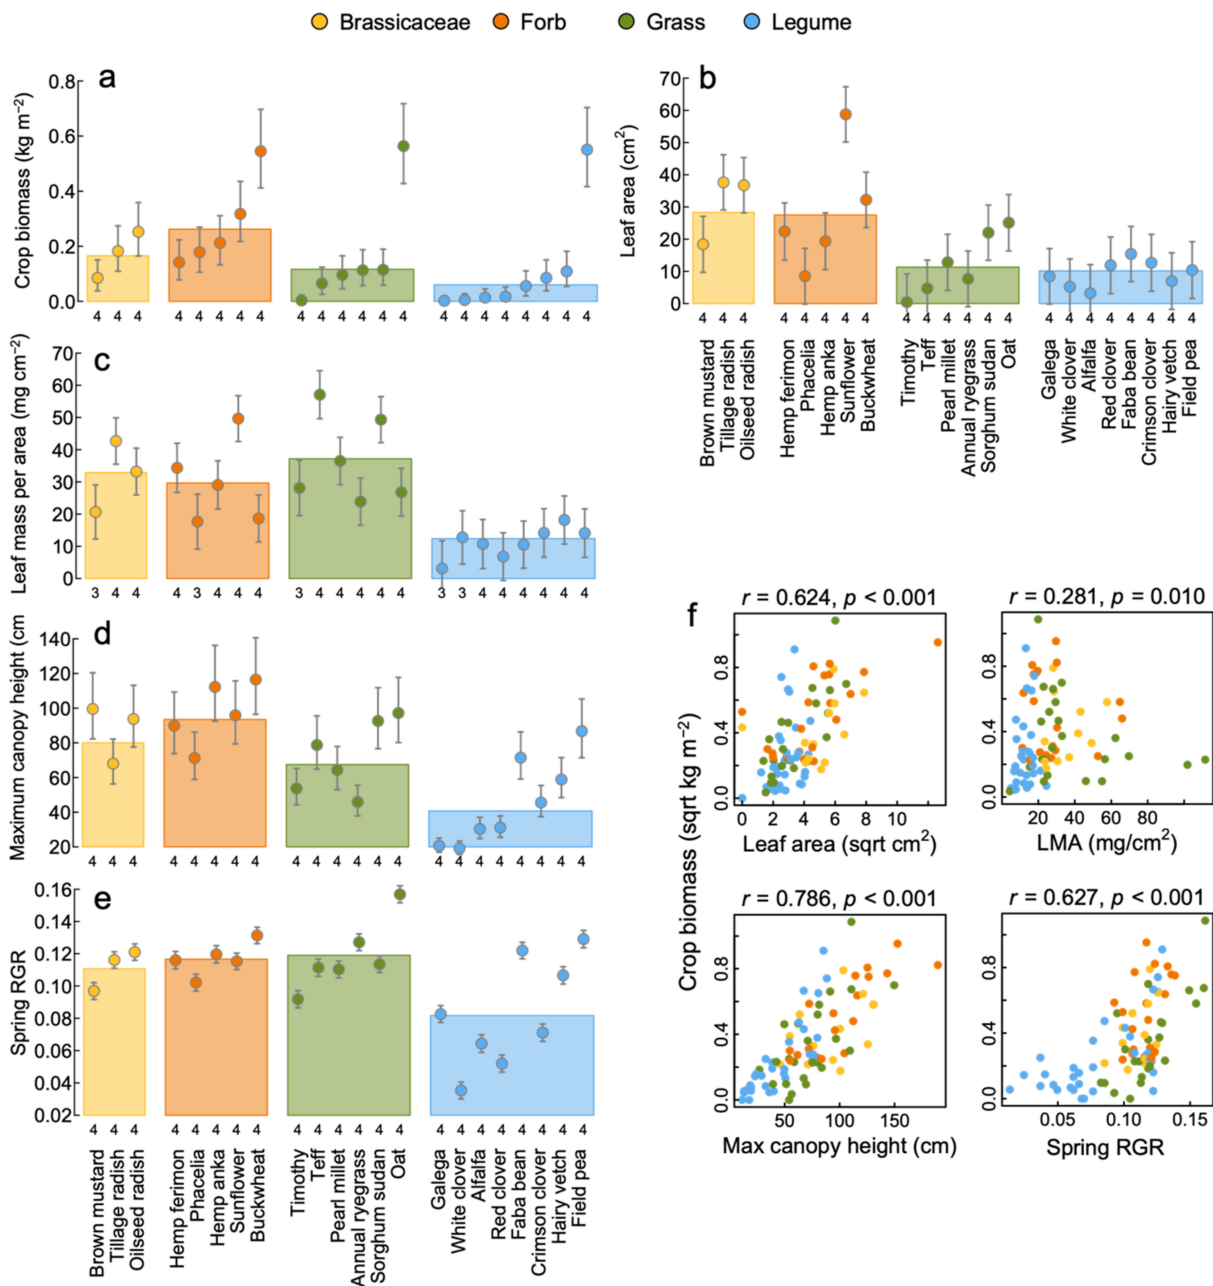 Brassicaceae Forb Grass Legume
a
Crop biomass (kg m⁻²)
0.8
0.6
0.4
0.2
0.0
4 4 4 4 4 4 4 4 4 4 4 4 4 4 4 4 4 4 4 4 4 4
b
Leaf area (cm²)
70
60
50
40
30
20
10
0
4 4 4 4 4 4 4 4 4 4 4 4 4 4 4 4 4 4 4 4 4 4
Brown mustard
Tillage radish
Oilseed radish
Hemp ferimon
Phacelia
Hemp anka
Sunflower
Buckwheat
Timothy
Teff
Pearl millet
Annual ryegrass
Sorghum sudan
Oat
Galega
White clover
Alfalfa
Red clover
Faba bean
Crimson clover
Hairy vetch
Field pea
c
Leaf mass per area (mg cm⁻²)
70
60
50
40
30
20
10
0
3 4 4 4 3 4 4 4 3 4 4 4 4 4 3 3 4 4 4 4 4 4
d
Maximum canopy height (cm
140
120
100
80
60
40
20
4 4 4 4 4 4 4 4 4 4 4 4 4 4 4 4 4 4 4 4 4 4
e
Spring RGR
0.16
0.14
0.12
0.10
0.08
0.06
0.04
0.02
4 4 4 4 4 4 4 4 4 4 4 4 4 4 4 4 4 4 4 4 4 4
Brown mustard
Tillage radish
Oilseed radish
Hemp ferimon
Phacelia
Hemp anka
Sunflower
Buckwheat
Timothy
Teff
Pearl millet
Annual ryegrass
Sorghum sudan
Oat
Galega
White clover
Alfalfa
Red clover
Faba bean
Crimson clover
Hairy vetch
Field pea
f
Crop biomass (sqrt kg m⁻²)
r = 0.624, p < 0.001
0.8
0.4
0.0
0 2 4 6 8 10
Leaf area (sqrt cm²)
r = 0.281, p = 0.010
0.8
0.4
0.0
0 20 40 60 80
LMA (mg/cm²)
r = 0.786, p < 0.001
0.8
0.4
0.0
50 100 150
Max canopy height (cm)
r = 0.627, p < 0.001
0.8
0.4
0.0
0.05 0.10 0.15
Spring RGR